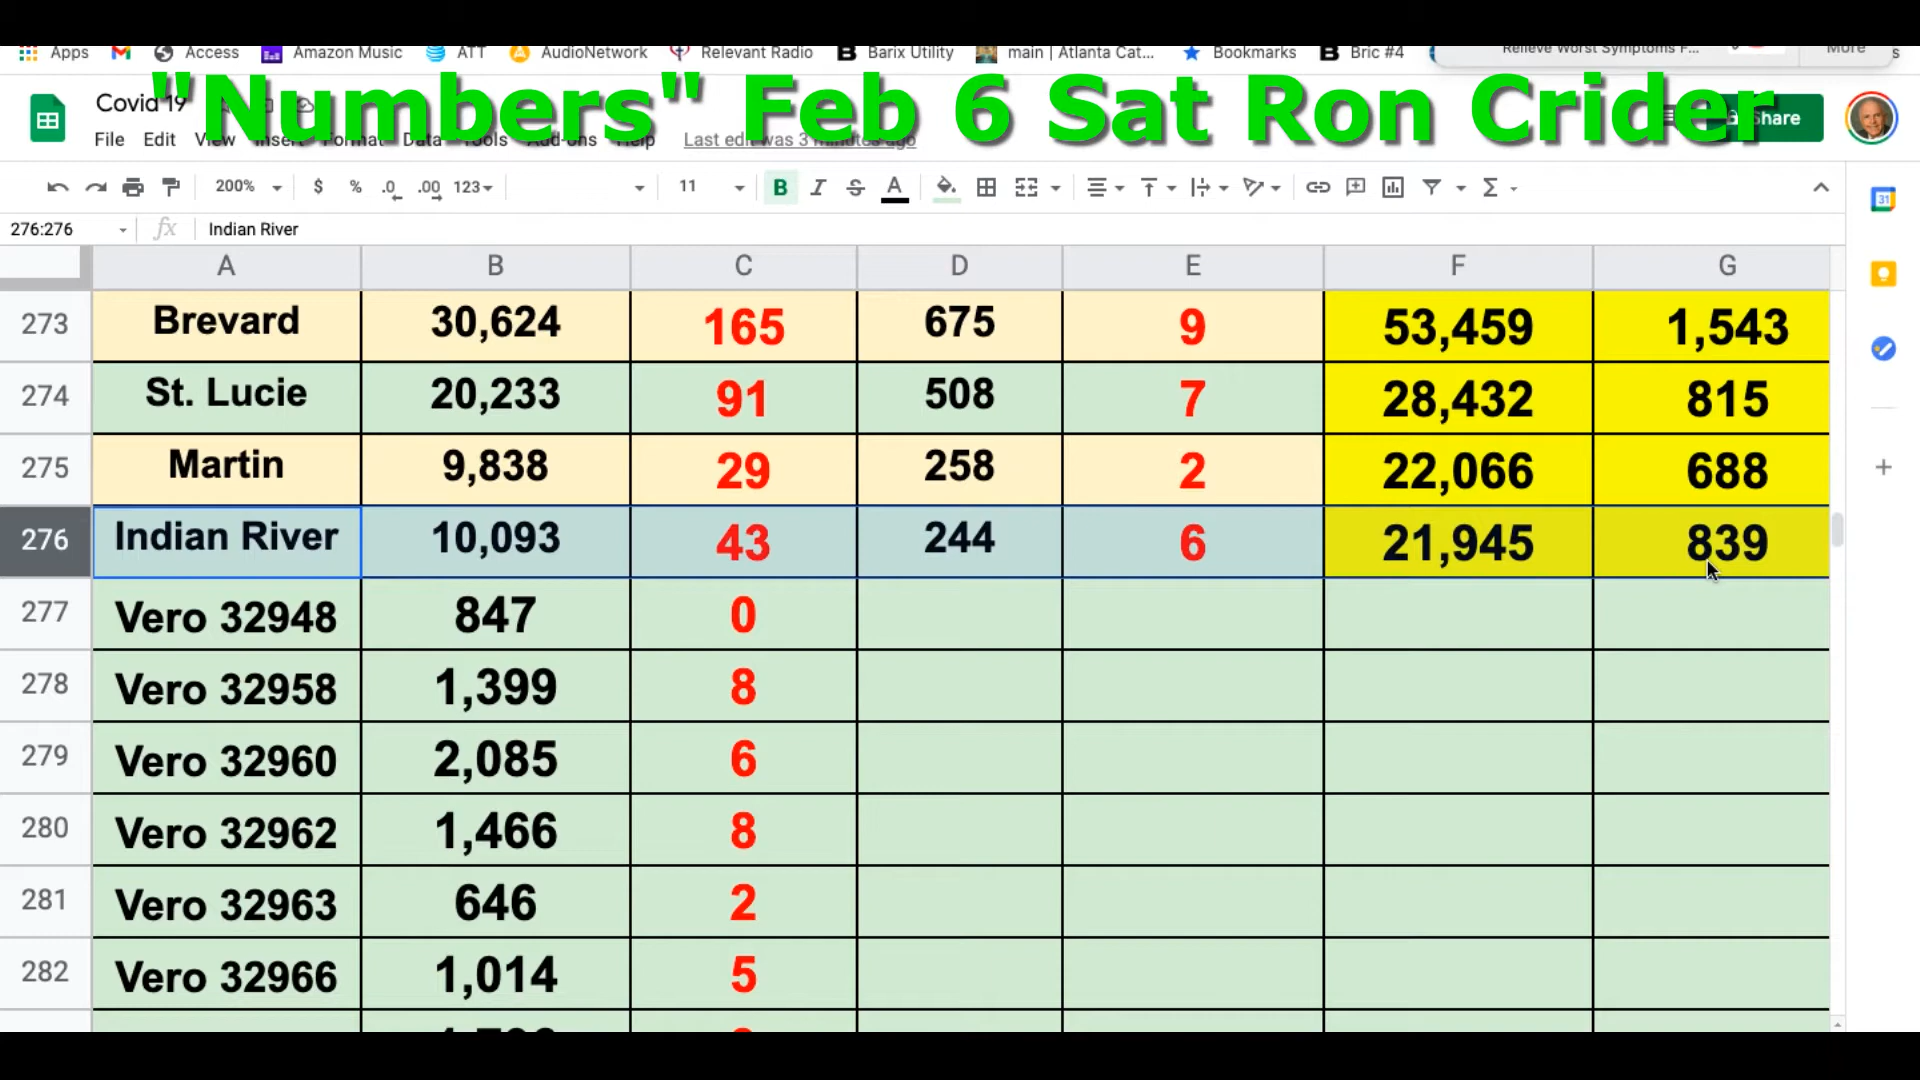 Apps Access Amazon Music ATT AudioNetwork Relevant Radio Barix Utility main | Atlanta Cat... Bookmarks Bric #4 Relieve Worst Symptoms F... More
"Numbers" Feb 6 Sat Ron Crider
Covid 19
Share
File Edit View Insert Format Data Tools Add-ons Help Last edit was 3 minutes ago
200% $ % .0 .00 123 11 B I S A
31
276:276 fx Indian River
A B C D E F G
273 Brevard 30,624 165 675 9 53,459 1,543
274 St. Lucie 20,233 91 508 7 28,432 815
275 Martin 9,838 29 258 2 22,066 688
276 Indian River 10,093 43 244 6 21,945 839
277 Vero 32948 847 0
278 Vero 32958 1,399 8
279 Vero 32960 2,085 6
280 Vero 32962 1,466 8
281 Vero 32963 646 2
282 Vero 32966 1,014 5